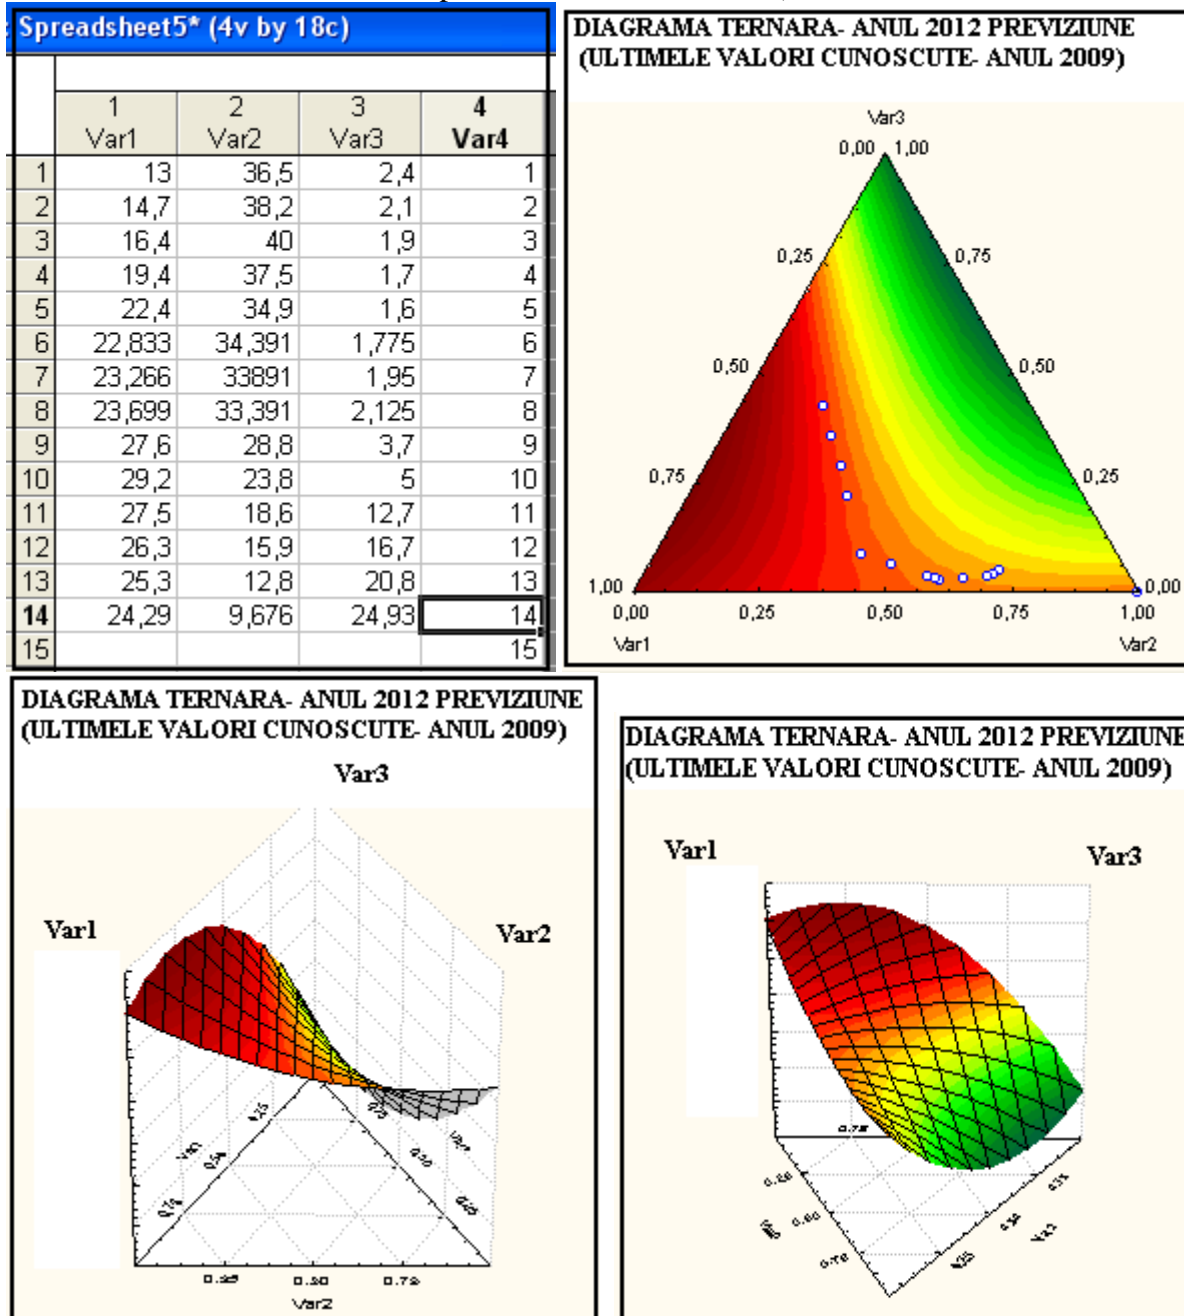 Spreadsheet5* (4v by 18c)
1 2 3 4
Var1 Var2 Var3 Var4
1 13 36,5 2,4 1
2 14,7 38,2 2,1 2
3 16,4 40 1,9 3
4 19,4 37,5 1,7 4
5 22,4 34,9 1,6 5
6 22,833 34,391 1,775 6
7 23,266 33891 1,95 7
8 23,699 33,391 2,125 8
9 27,6 28,8 3,7 9
10 29,2 23,8 5 10
11 27,5 18,6 12,7 11
12 26,3 15,9 16,7 12
13 25,3 12,8 20,8 13
14 24,29 9,676 24,93 14
15 15
DIAGRAMA TERNARA- ANUL 2012 PREVIZIUNE
(ULTIMELE VALORI CUNOSCUTE- ANUL 2009)
Var3
0,00 1,00
0,25 0,75
0,50 0,50
0,75 0,25
1,00 0,00
0,00 0,25 0,50 0,75 1,00
Var1 Var2
DIAGRAMA TERNARA- ANUL 2012 PREVIZIUNE
(ULTIMELE VALORI CUNOSCUTE- ANUL 2009)
Var3
Var1 Var2
0.75
Var2
DIAGRAMA TERNARA- ANUL 2012 PREVIZIUNE
(ULTIMELE VALORI CUNOSCUTE- ANUL 2009)
Var1 Var3
0.75